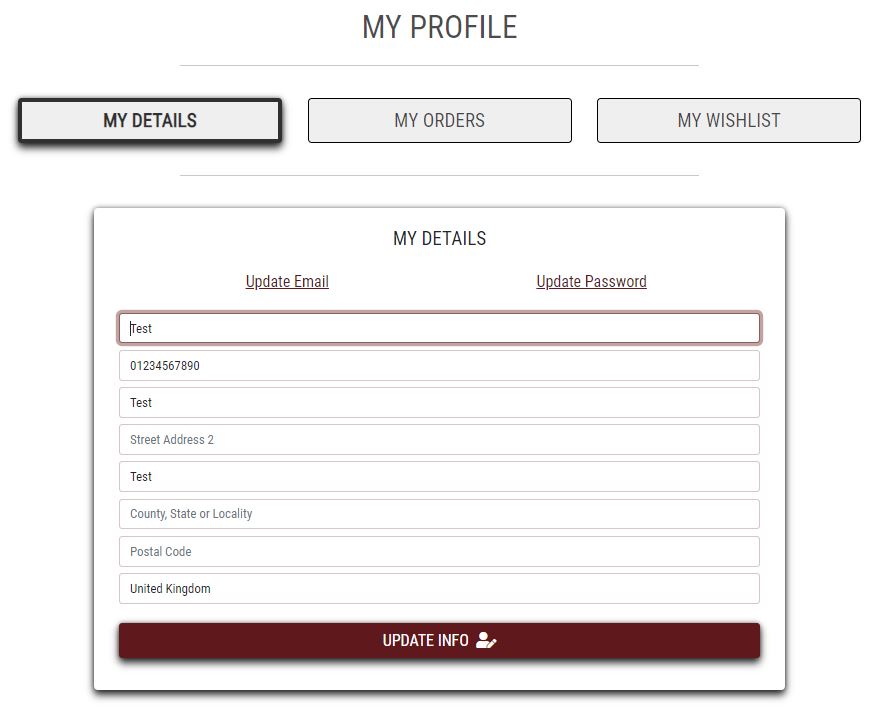 MY PROFILE
MY DETAILS
MY ORDERS
MY WISHLIST
MY DETAILS
Update Email
Update Password
Test
01234567890
Test
Street Address 2
Test
County, State or Locality
Postal Code
United Kingdom
UPDATE INFO